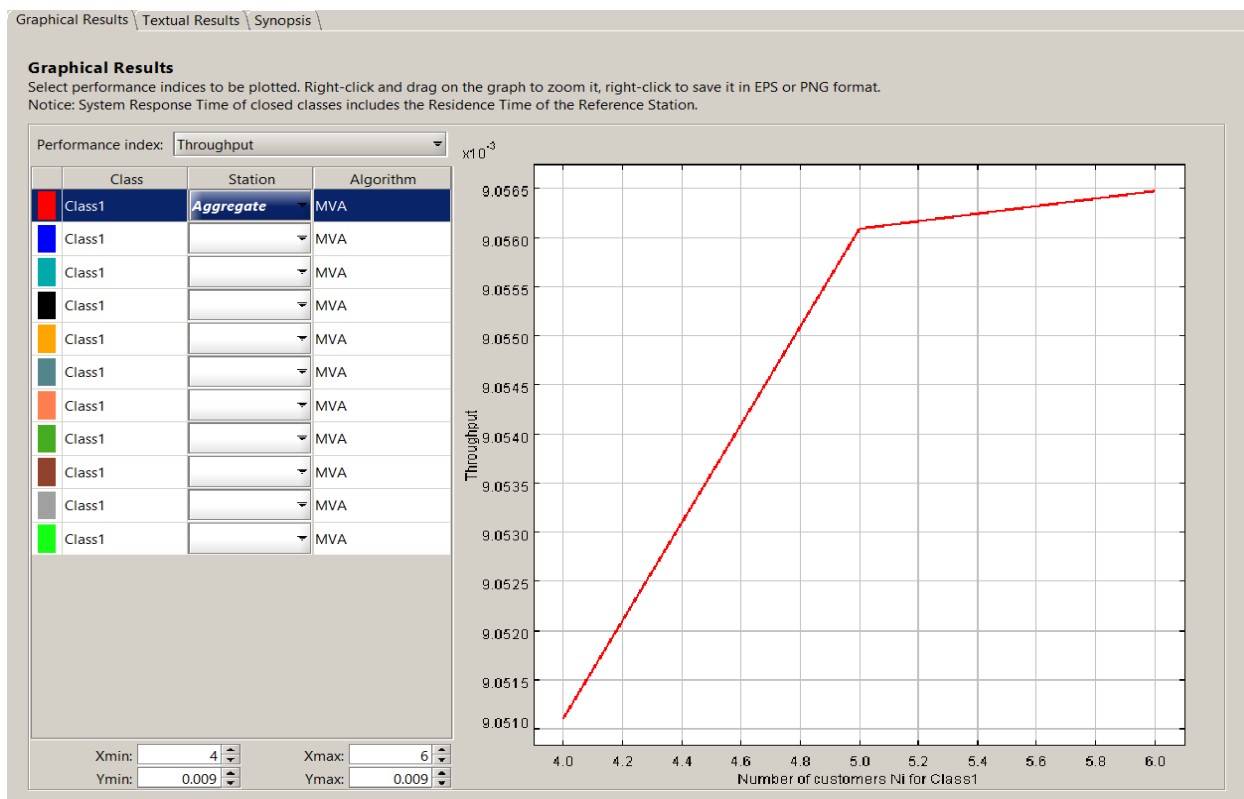 Graphical Results Textual Results Synopsis
Graphical Results
Select performance indices to be plotted. Right-click and drag on the graph to zoom it, right-click to save it in EPS or PNG format.
Notice: System Response Time of closed classes includes the Residence Time of the Reference Station.
Performance index: Throughput
Class Station Algorithm
Class1 Aggregate MVA
Class1 MVA
Class1 MVA
Class1 MVA
Class1 MVA
Class1 MVA
Class1 MVA
Class1 MVA
Class1 MVA
Class1 MVA
Class1 MVA
Xmin: 4 Xmax: 6
Ymin: 0.009 Ymax: 0.009
x10-3
9.0565
9.0560
9.0555
9.0550
9.0545
9.0540
9.0535
9.0530
9.0525
9.0520
9.0515
9.0510
Throughput
4.0 4.2 4.4 4.6 4.8 5.0 5.2 5.4 5.6 5.8 6.0
Number of customers Ni for Class1